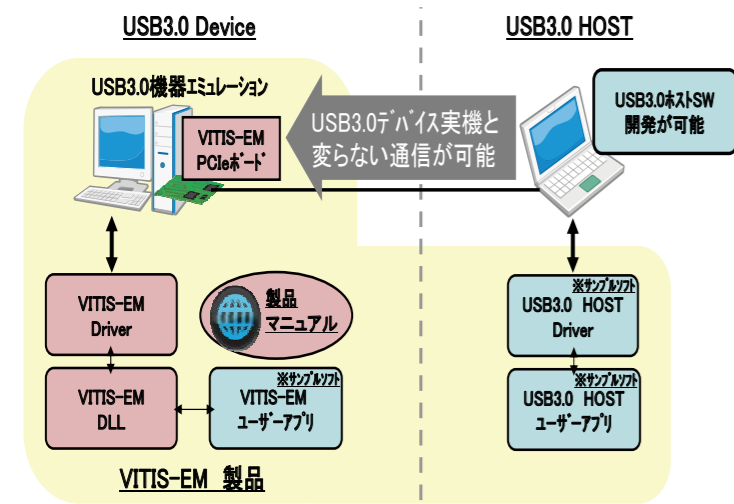 USB3.0 Device
USB3.0 HOST
USB3.0機器ｴﾐｭﾚｰｼｮﾝ
VITIS-EM
PCIeﾎﾞｰﾄﾞ
USB3.0ﾃﾞﾊﾞｲｽ実機と
変らない通信が可能
USB3.0ﾎｽﾄSW
開発が可能
VITIS-EM
Driver
製品
マニュアル
※ｻﾝﾌﾟﾙｿﾌﾄ
USB3.0 HOST
Driver
VITIS-EM
DLL
※ｻﾝﾌﾟﾙｿﾌﾄ
VITIS-EM
ﾕｰｻﾞｰｱﾌﾟﾘ
※ｻﾝﾌﾟﾙｿﾌﾄ
USB3.0 HOST
ﾕｰｻﾞｰｱﾌﾟﾘ
VITIS-EM 製品